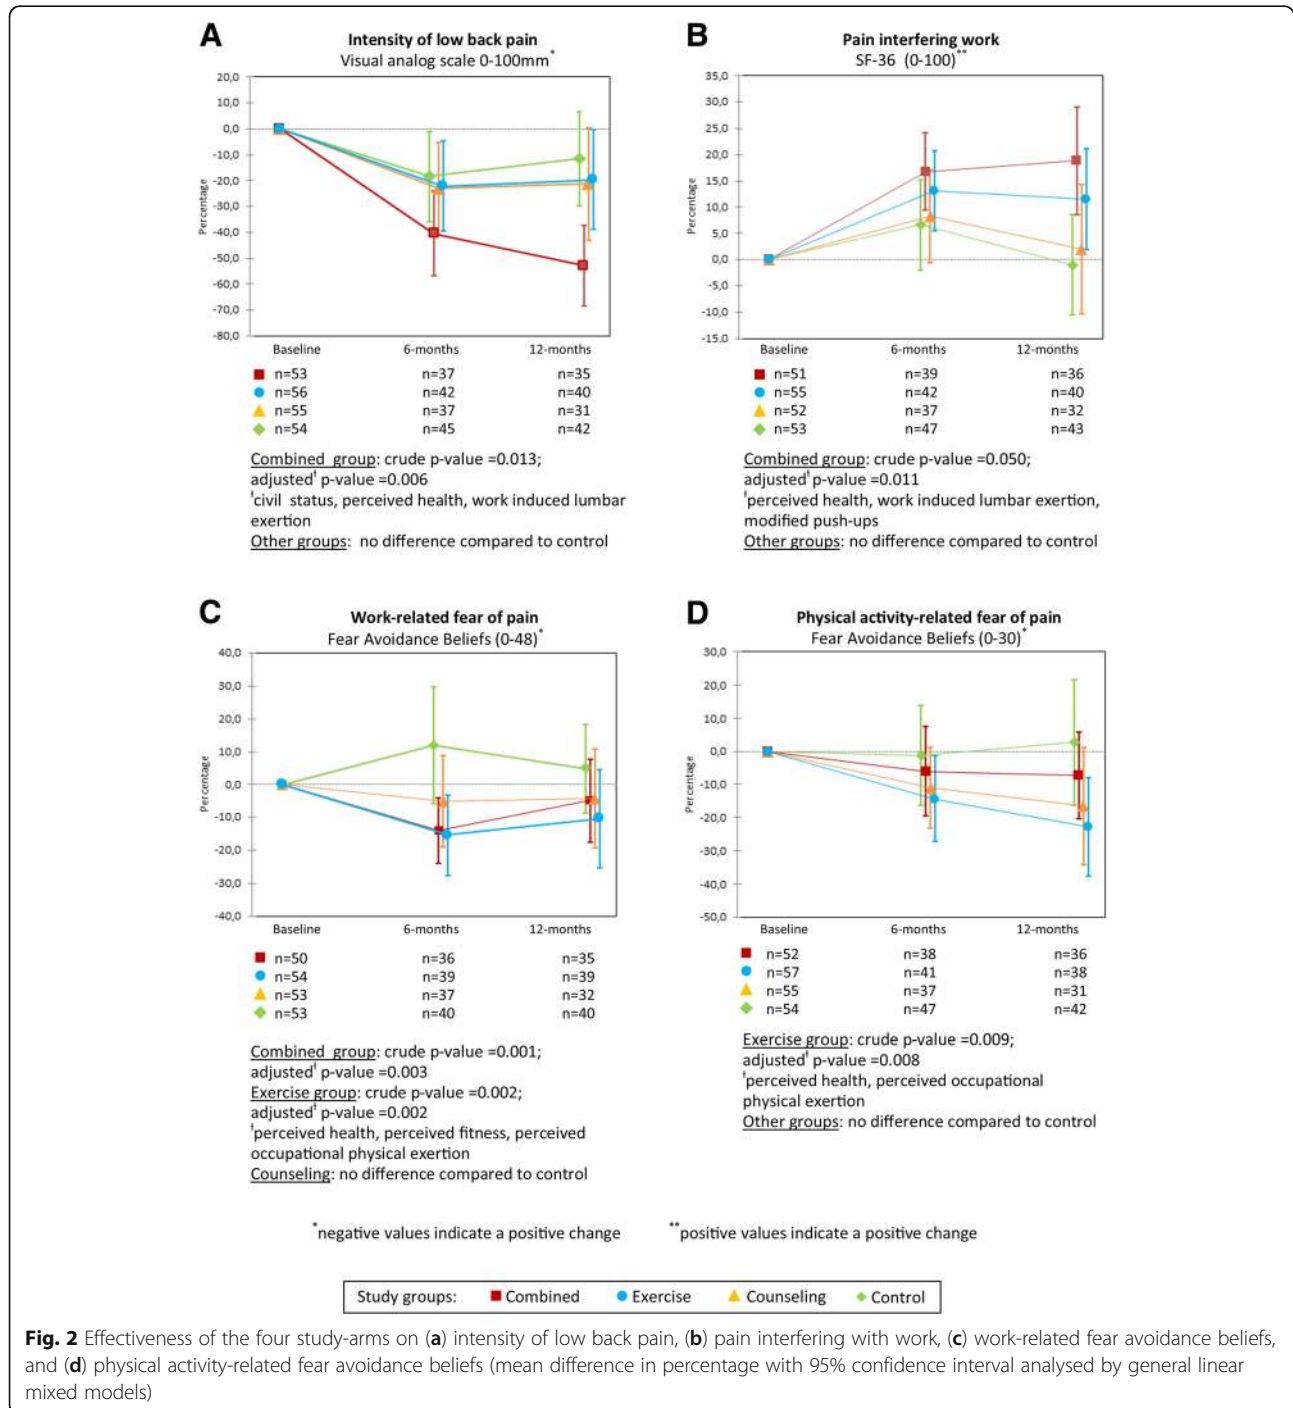 A
Intensity of low back pain
Visual analog scale 0-100mm*
Percentage
20,0
10,0
0,0
-10,0
-20,0
-30,0
-40,0
-50,0
-60,0
-70,0
-80,0
Baseline 6-months 12-months
n=53 n=37 n=35
n=56 n=42 n=40
n=55 n=37 n=31
n=54 n=45 n=42
Combined group: crude p-value =0.013;
adjustedƗ p-value =0.006
Ɨcivil status, perceived health, work induced lumbar
exertion
Other groups: no difference compared to control
B
Pain interfering work
SF-36 (0-100)**
Percentage
35,0
30,0
25,0
20,0
15,0
10,0
5,0
0,0
-5,0
-10,0
-15,0
Baseline 6-months 12-months
n=51 n=39 n=36
n=55 n=42 n=40
n=52 n=37 n=32
n=53 n=47 n=43
Combined group: crude p-value =0.050;
adjustedƗ p-value =0.011
Ɨperceived health, work induced lumbar exertion,
modified push-ups
Other groups: no difference compared to control
C
Work-related fear of pain
Fear Avoidance Beliefs (0-48)*
Percentage
40,0
30,0
20,0
10,0
0,0
-10,0
-20,0
-30,0
-40,0
Baseline 6-months 12-months
n=50 n=36 n=35
n=54 n=39 n=39
n=53 n=37 n=32
n=53 n=40 n=40
Combined group: crude p-value =0.001;
adjustedƗ p-value =0.003
Exercise group: crude p-value =0.002;
adjustedƗ p-value =0.002
Ɨperceived health, perceived fitness, perceived
occupational physical exertion
Counseling: no difference compared to control
D
Physical activity-related fear of pain
Fear Avoidance Beliefs (0-30)*
Percentage
30,0
20,0
10,0
0,0
-10,0
-20,0
-30,0
-40,0
-50,0
Baseline 6-months 12-months
n=52 n=38 n=36
n=57 n=41 n=38
n=55 n=37 n=31
n=54 n=47 n=42
Exercise group: crude p-value =0.009;
adjustedƗ p-value =0.008
Ɨperceived health, perceived occupational
physical exertion
Other groups: no difference compared to control
*negative values indicate a positive change **positive values indicate a positive change
Study groups: Combined Exercise Counseling Control
Fig. 2 Effectiveness of the four study-arms on (a) intensity of low back pain, (b) pain interfering with work, (c) work-related fear avoidance beliefs,
and (d) physical activity-related fear avoidance beliefs (mean difference in percentage with 95% confidence interval analysed by general linear
mixed models)